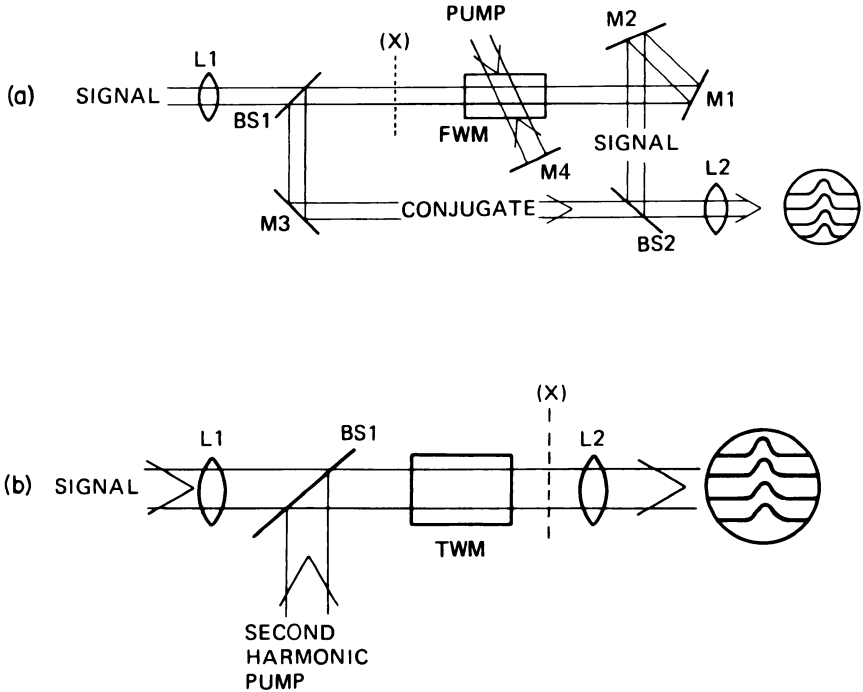 PUMP
M2
(X)
L1
(a)
SIGNAL
BS1
FWM
M1
SIGNAL
M4
L2
M3
CONJUGATE
BS2
(X)
L1
BS1
L2
(b)
SIGNAL
TWM
SECOND
HARMONIC
PUMP